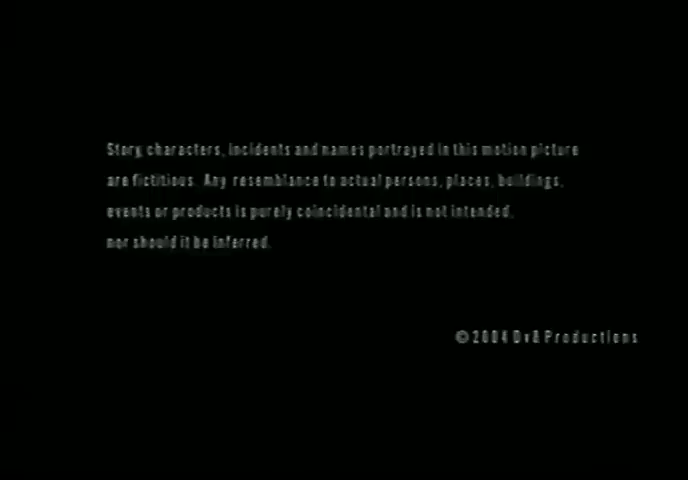 Story, characters, incidents and names portrayed in this motion picture
are fictitious. Any resemblance to actual persons, places, buildings,
events or products is purely coincidental and is not intended,
nor should it be inferred.
© 2004 Productions